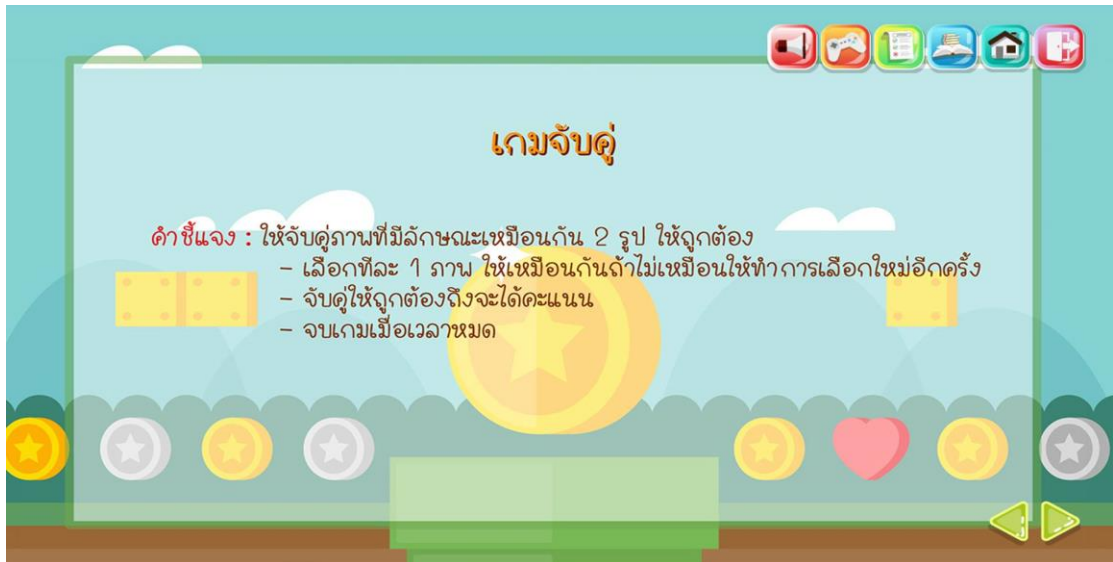 เกมจับคู่
คำชี้แจง : ให้จับคู่ภาพที่มีลักษณะเหมือนกัน 2 รูป ให้ถูกต้อง
- เลือกทีละ 1 ภาพ ให้เหมือนกันถ้าไม่เหมือนให้ทำการเลือกใหม่อีกครั้ง
- จับคู่ให้ถูกต้องถึงจะได้คะแนน
- จบเกมเมื่อเวลาหมด